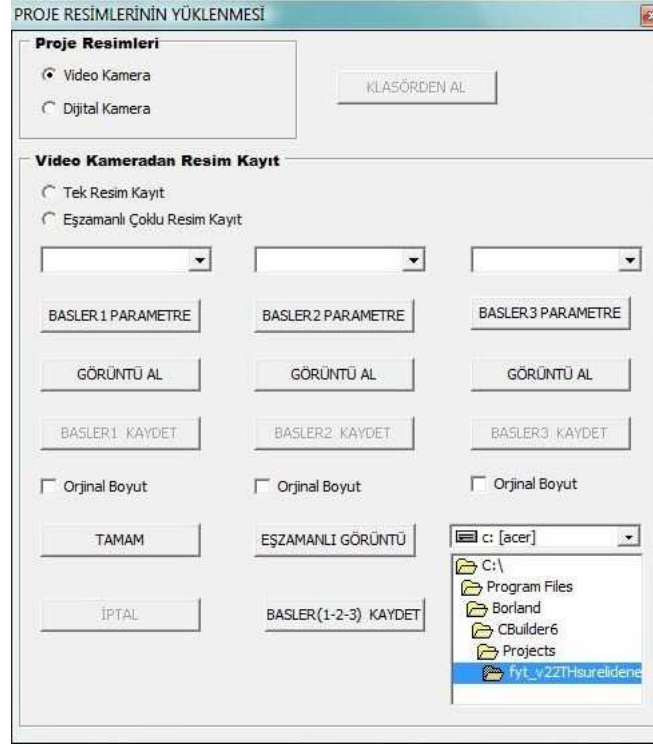 PROJE RESİMLERİNİN YÜKLENMESİ
Proje Resimleri
Video Kamera
Dijital Kamera
KLASÖRDEN AL
Video Kameradan Resim Kayıt
Tek Resim Kayıt
Eşzamanlı Çoklu Resim Kayıt
BASLER1 PARAMETRE BASLER2 PARAMETRE BASLER3 PARAMETRE
GÖRÜNTÜ AL GÖRÜNTÜ AL GÖRÜNTÜ AL
BASLER1 KAYDET BASLER2 KAYDET BASLER3 KAYDET
Orjinal Boyut Orjinal Boyut Orjinal Boyut
TAMAM EŞZAMANLI GÖRÜNTÜ c: [acer]
C:\
Program Files
İPTAL BASLER(1-2-3) KAYDET Borland
CBuilder6
Projects
fyt_v22THsurelidene